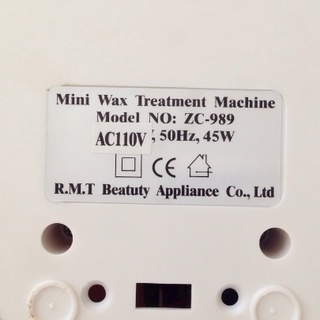 Mini Wax Treatment Machine
Model NO: ZC-989
AC110V, 50Hz, 45W
CE
R.M.T Beatuty Appliance Co., Ltd